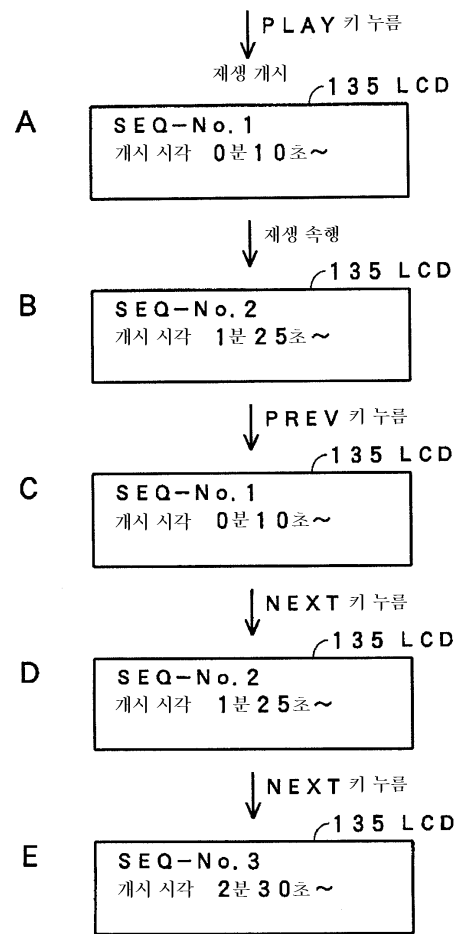 PLAY 키 누름
재생 개시
135 LCD
A
SEQ-No.1
개시 시각 0분10초~
재생 속행
135 LCD
B
SEQ-No.2
개시 시각 1분25초~
PREV 키 누름
135 LCD
C
SEQ-No.1
개시 시각 0분10초~
NEXT 키 누름
135 LCD
D
SEQ-No.2
개시 시각 1분25초~
NEXT 키 누름
135 LCD
E
SEQ-No.3
개시 시각 2분30초~